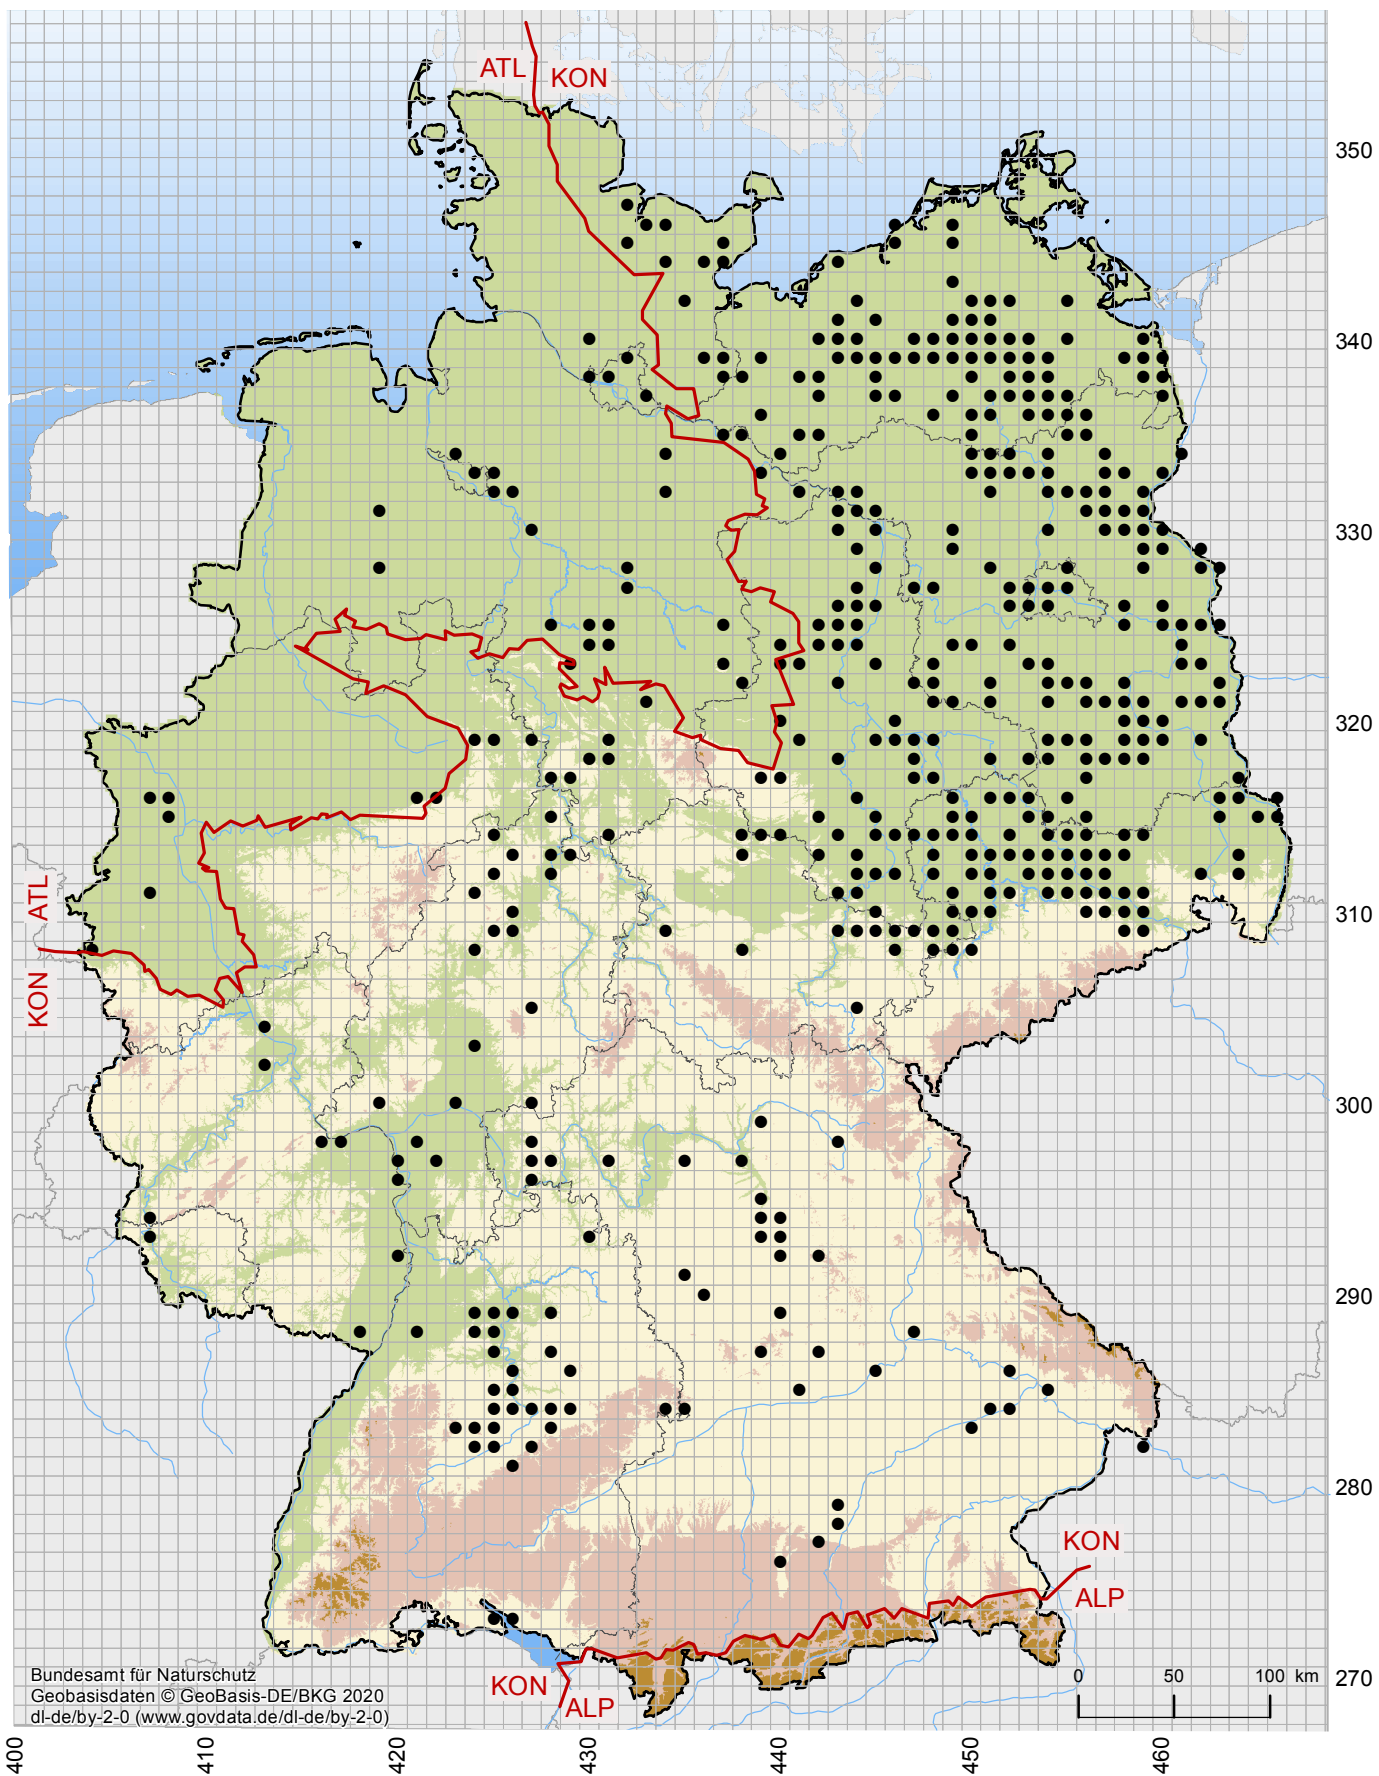 ATL
KON
350
340
330
320
ATL
310
KON
300
290
280
KON
ALP
Bundesamt für Naturschutz
Geobasisdaten © GeoBasis-DE/BKG 2020
dl-de/by-2-0 (www.govdata.de/dl-de/by-2-0)
KON
ALP
0 50 100 km
270
400 410 420 430 440 450 460